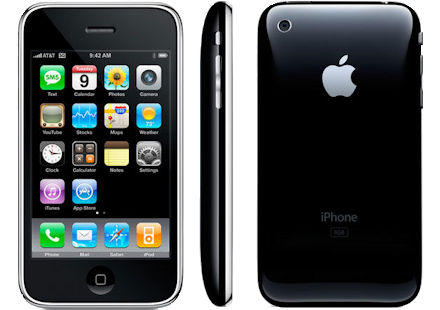 AT&T 9:42 AM
SMS Tuesday
9
Text Calendar Photos Camera
73°
YouTube Stocks Maps Weather
Clock Calculator Notes Settings
iTunes App Store
Phone Mail Safari iPod
iPhone
8GB